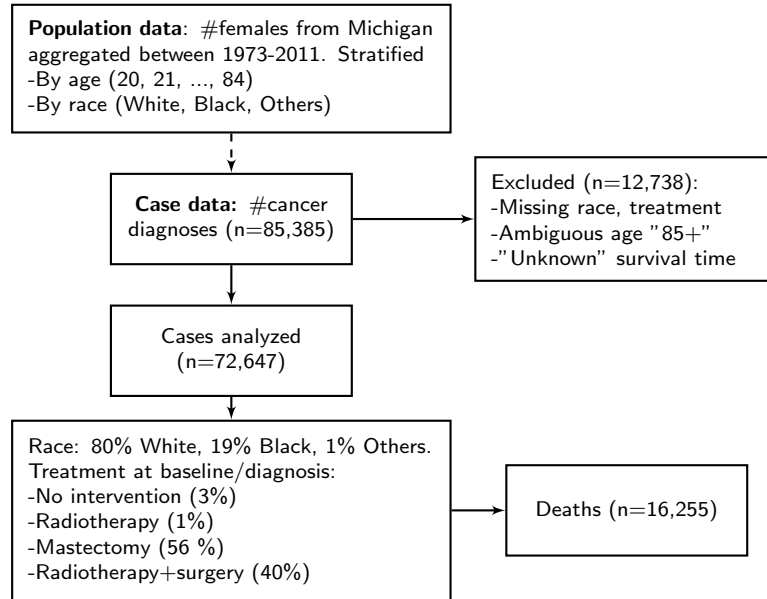 Population data: #females from Michigan
aggregated between 1973-2011. Stratified
-By age (20, 21, ..., 84)
-By race (White, Black, Others)
Case data: #cancer
diagnoses (n=85,385)
Excluded (n=12,738):
-Missing race, treatment
-Ambiguous age ”85+”
-”Unknown” survival time
Cases analyzed
(n=72,647)
Race: 80% White, 19% Black, 1% Others.
Treatment at baseline/diagnosis:
-No intervention (3%)
-Radiotherapy (1%)
-Mastectomy (56 %)
-Radiotherapy+surgery (40%)
Deaths (n=16,255)